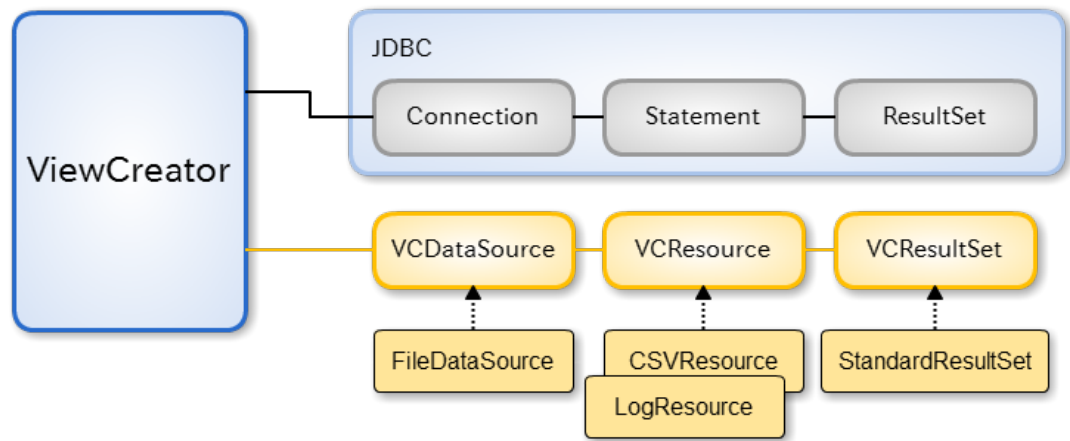 ViewCreator
JDBC
Connection
Statement
ResultSet
VCDataSource
VCResource
VCResultSet
FileDataSource
CSVResource
StandardResultSet
LogResource